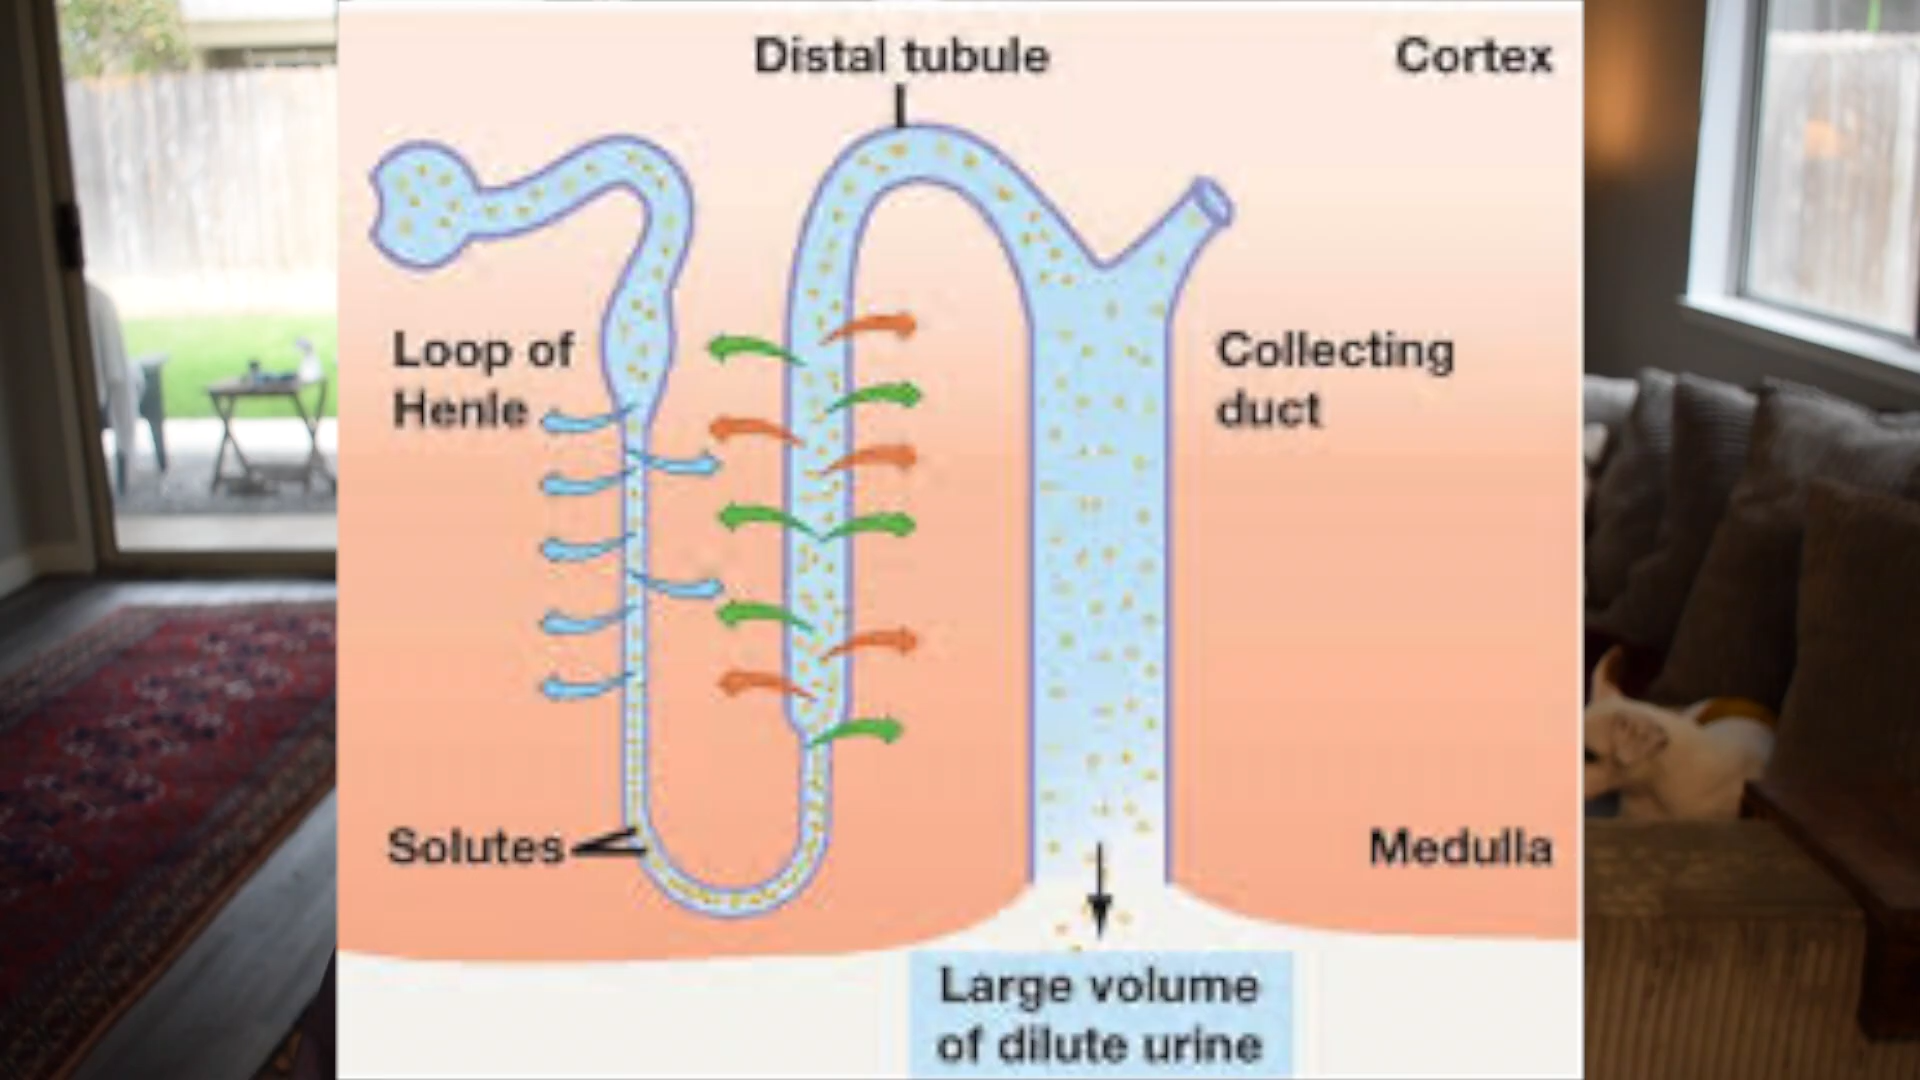 Distal tubule
Cortex
Loop of
Henle
Collecting
duct
Solutes
Medulla
Large volume
of dilute urine